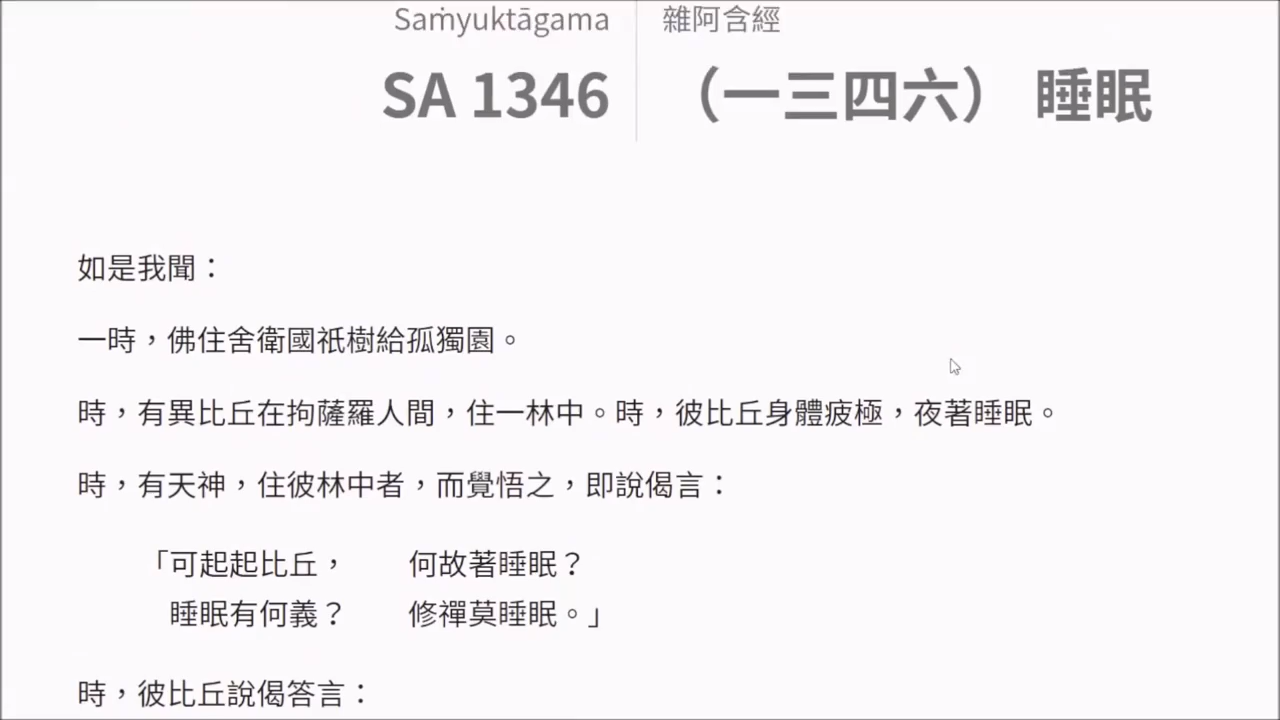 Saṁyuktāgama 雜阿含經
SA 1346 （一三四六） 睡眠
如是我聞：
一時，佛住舍衛國祇樹給孤獨園。
時，有異比丘在拘薩羅人間，住一林中。時，彼比丘身體疲極，夜著睡眠。
時，有天神，住彼林中者，而覺悟之，即說偈言：
「可起起比丘， 何故著睡眠？
睡眠有何義？ 修禪莫睡眠。」
時，彼比丘說偈答言：